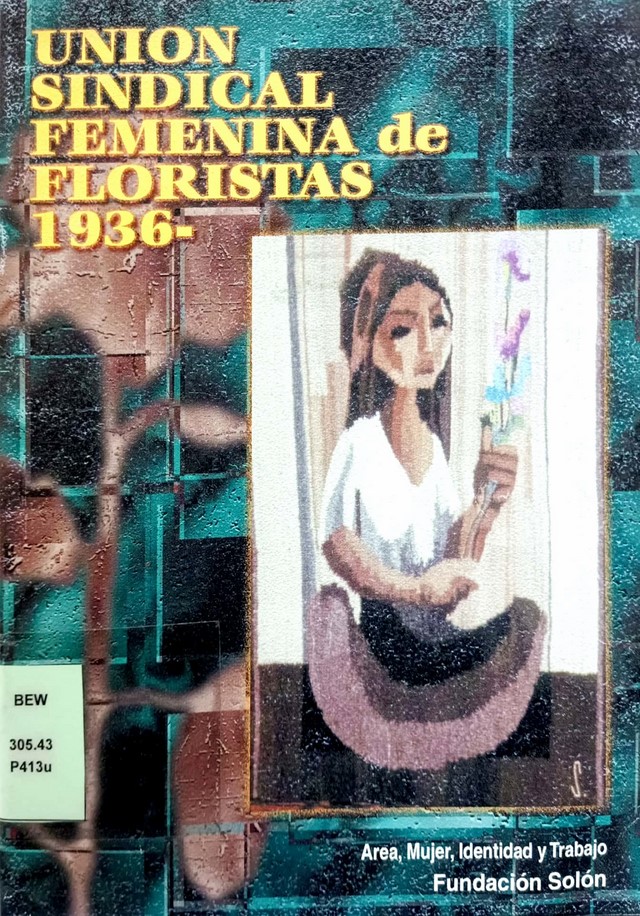 UNION
SINDICAL
FEMENINA de
FLORISTAS
1936-
BEW
305.43
P413u
S
Area, Mujer, Identidad y Trabajo
Fundación Solón